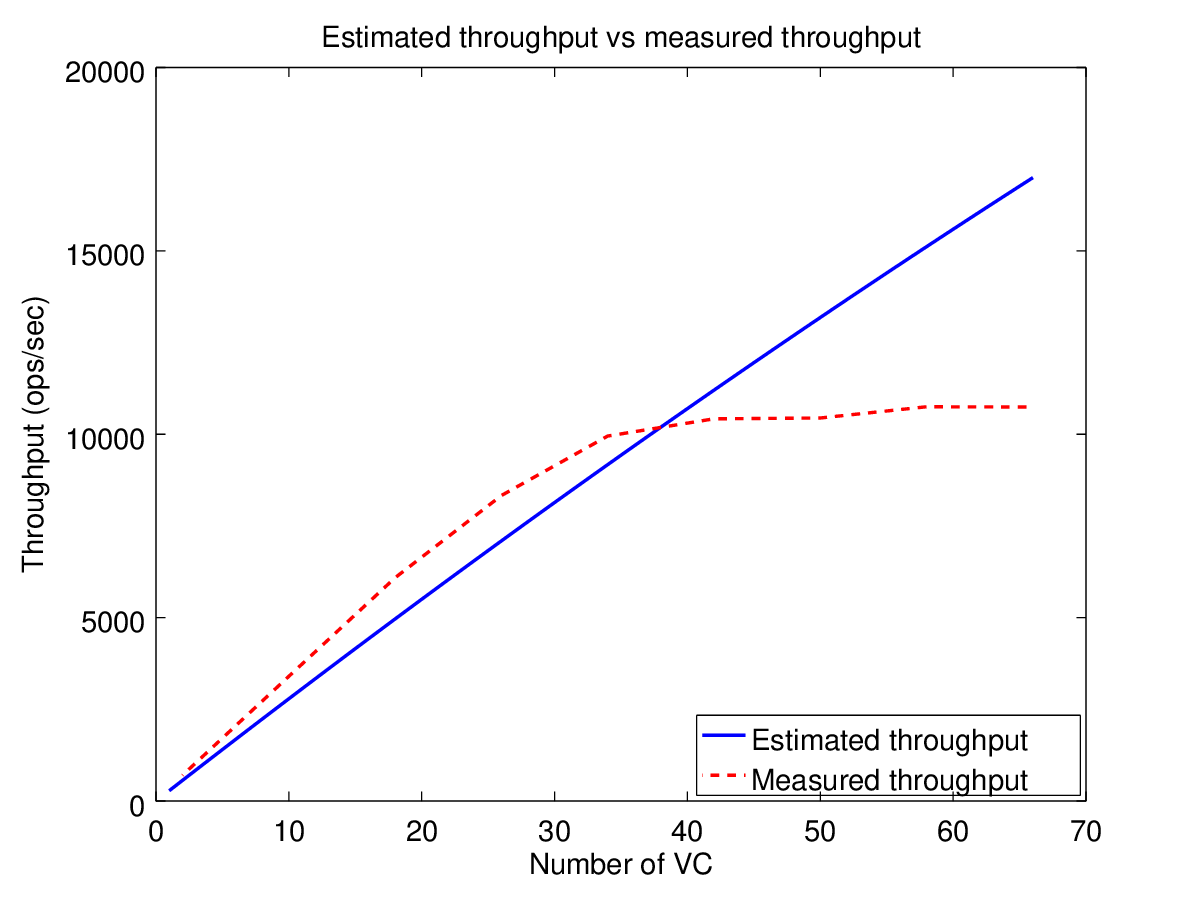 Estimated throughput vs measured throughput
20000
15000
10000
5000
0
Throughput (ops/sec)
0 10 20 30 40 50 60 70
Number of VC
Estimated throughput
Measured throughput